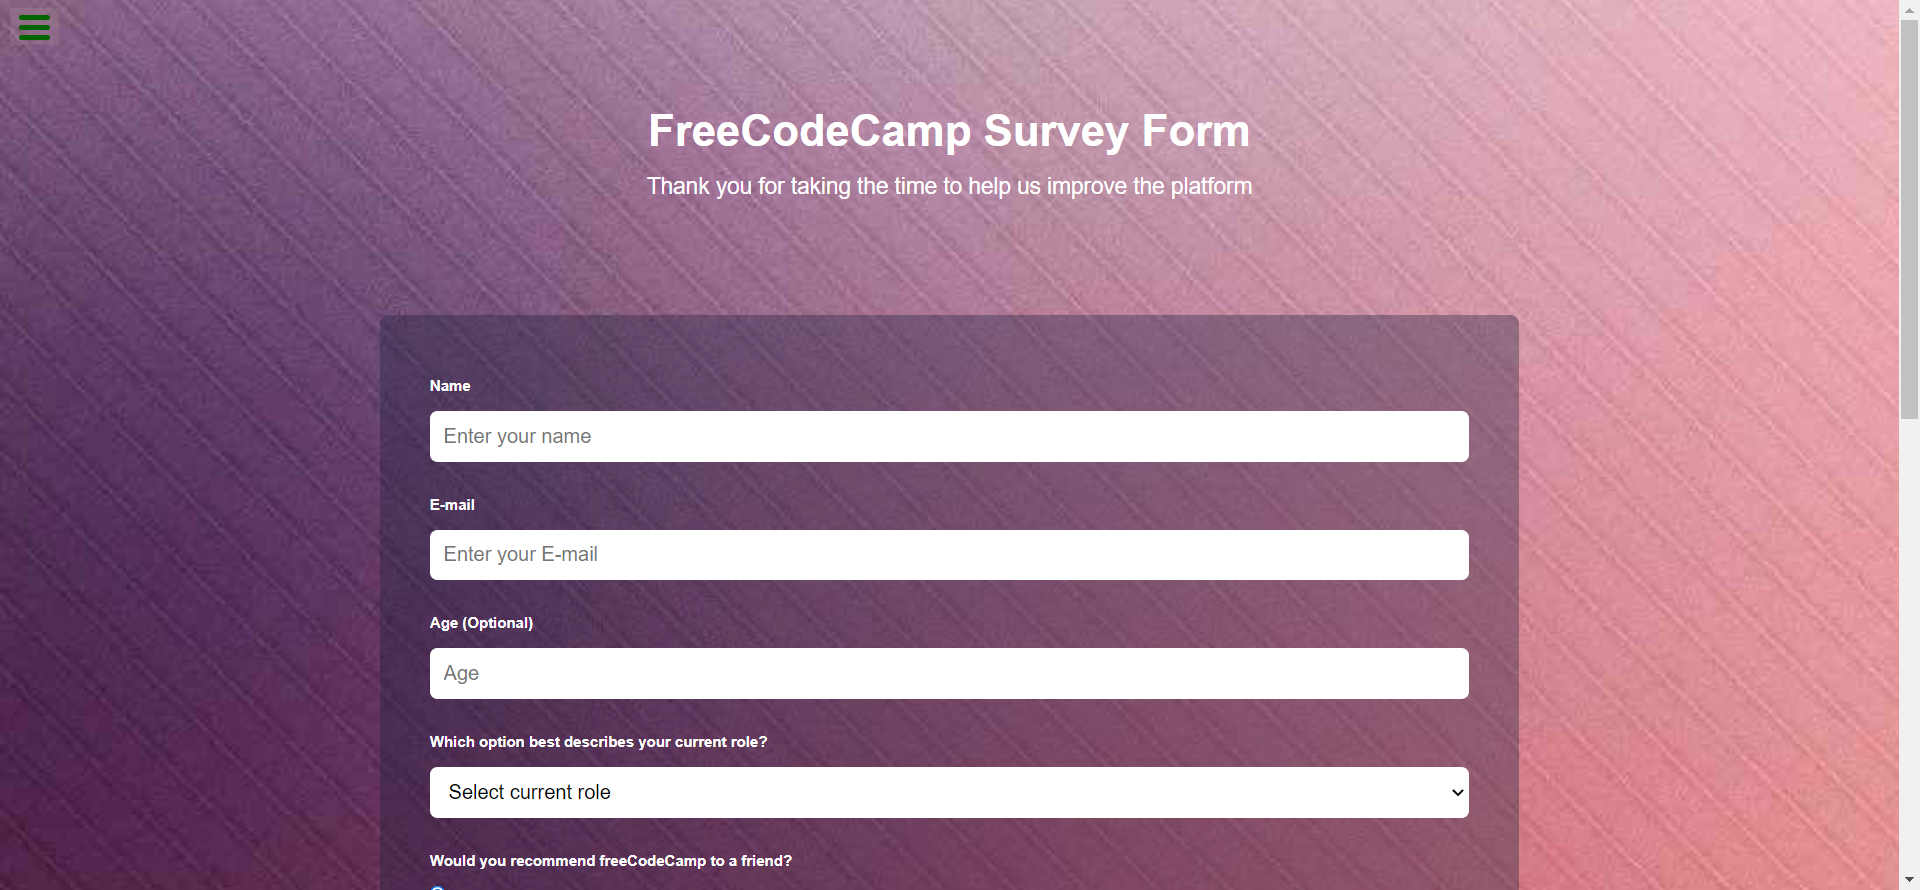 FreeCodeCamp Survey Form
Thank you for taking the time to help us improve the platform
Name
Enter your name
E-mail
Enter your E-mail
Age (Optional)
Age
Which option best describes your current role?
Select current role
Would you recommend freeCodeCamp to a friend?